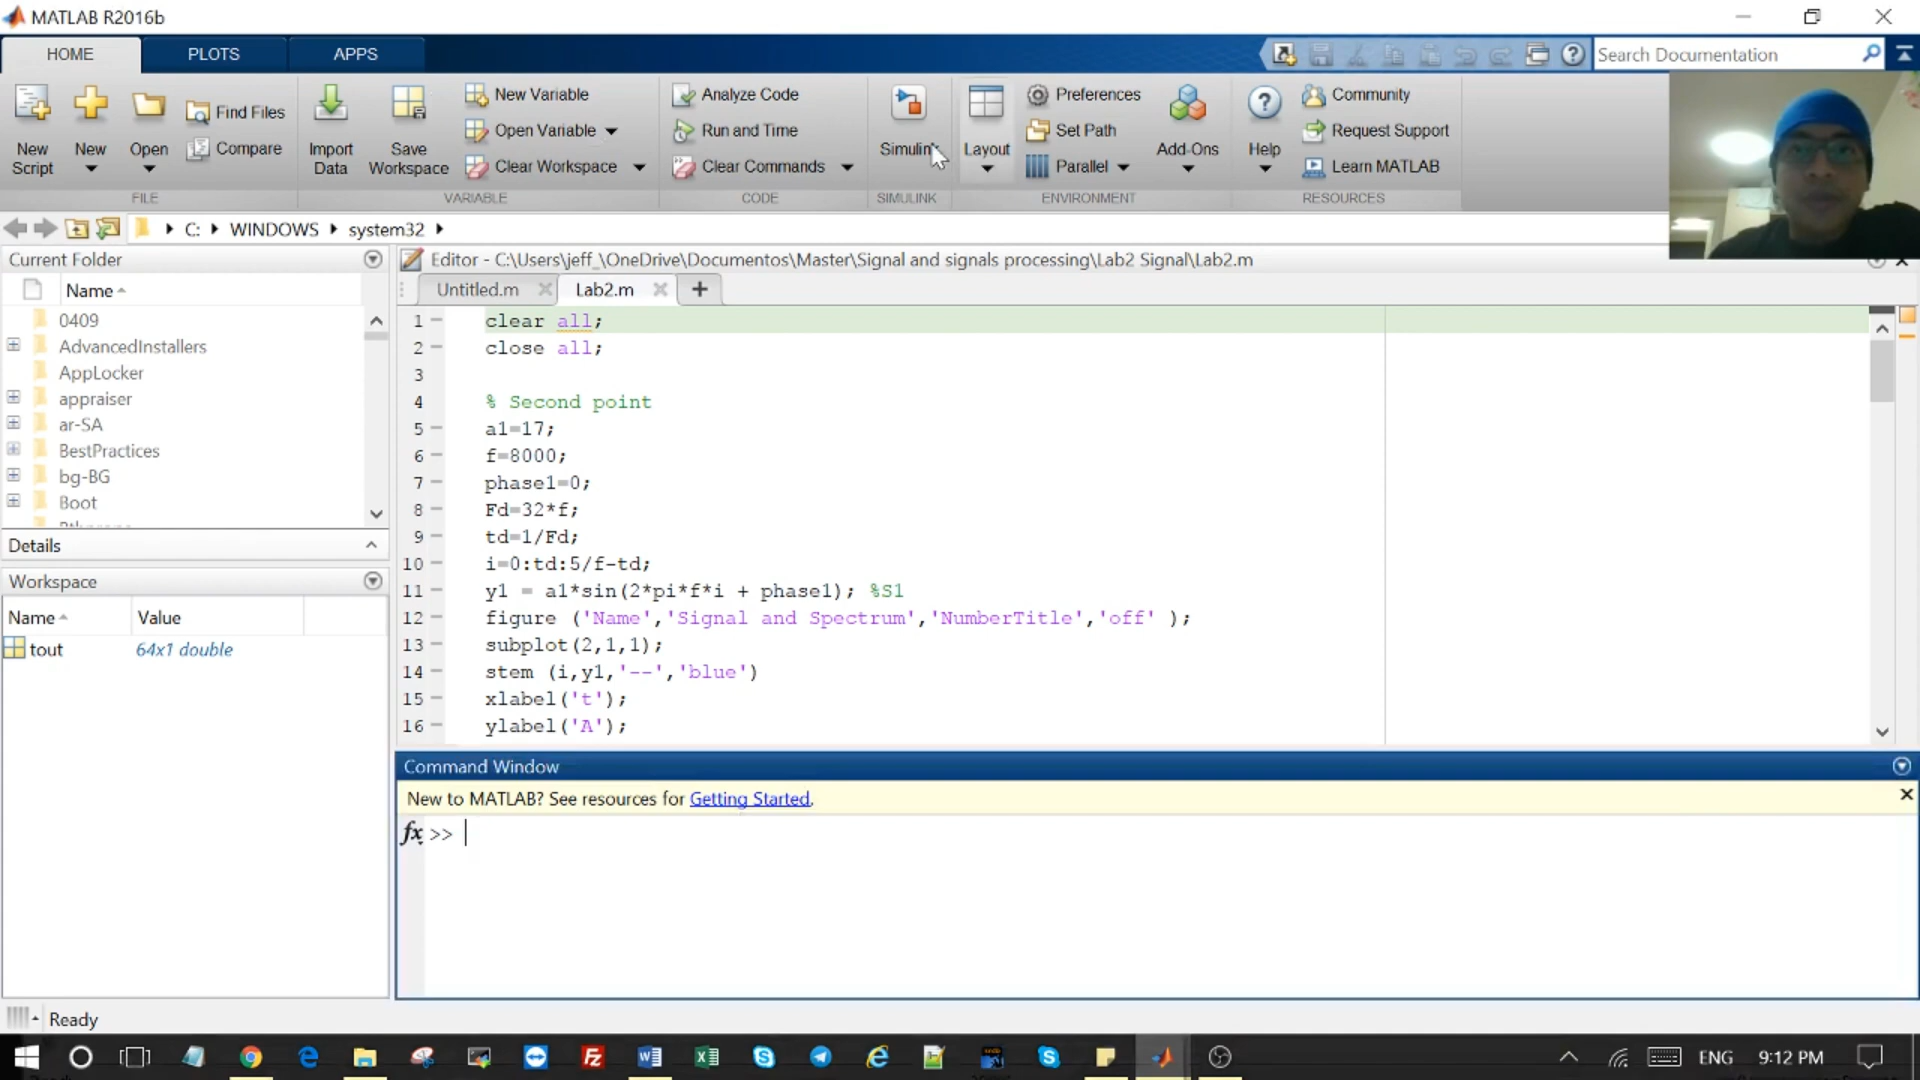 MATLAB R2016b
HOME PLOTS APPS
Search Documentation
New Script
New
Open
Find Files
Compare
FILE
Import Data
Save Workspace
New Variable
Open Variable
Clear Workspace
VARIABLE
Analyze Code
Run and Time
Clear Commands
CODE
Simulink
SIMULINK
Layout
Preferences
Set Path
Parallel
ENVIRONMENT
Add-Ons
Help
Community
Request Support
Learn MATLAB
RESOURCES
C: WINDOWS system32
Current Folder
Name
0409
AdvancedInstallers
AppLocker
appraiser
ar-SA
BestPractices
bg-BG
Boot
Details
Workspace
Name Value
tout 64x1 double
Editor - C:\Users\jeff_\OneDrive\Documentos\Master\Signal and signals processing\Lab2 Signal\Lab2.m
Untitled.m Lab2.m
1 clear all;
2 close all;
3
4 % Second point
5 a1=17;
6 f=8000;
7 phase1=0;
8 Fd=32*f;
9 td=1/Fd;
10 i=0:td:5/f-td;
11 y1 = a1*sin(2*pi*f*i + phase1); %S1
12 figure ('Name','Signal and Spectrum','NumberTitle','off' );
13 subplot(2,1,1);
14 stem (i,y1,'--','blue')
15 xlabel('t');
16 ylabel('A');
Command Window
New to MATLAB? See resources for Getting Started.
fx >>
Ready
ENG 9:12 PM